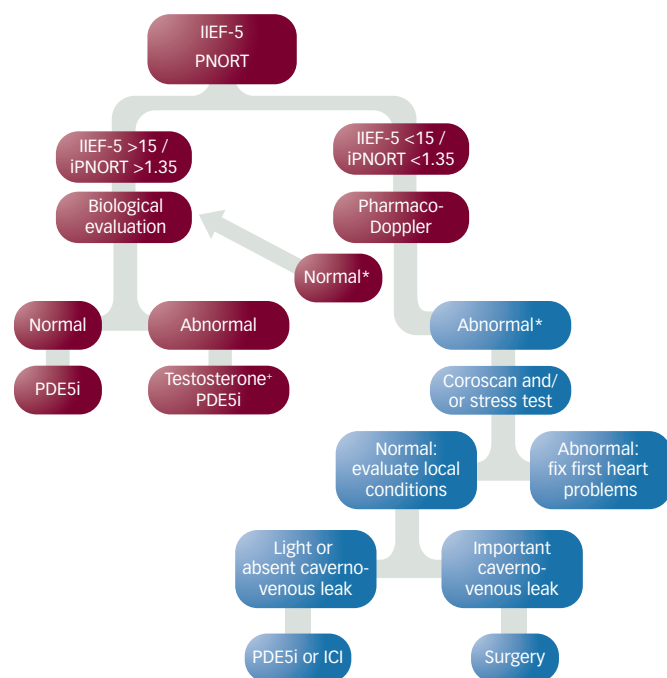 IIEF-5
PNORT
IIEF-5 >15 /
iPNORT >1.35
IIEF-5 <15 /
iPNORT <1.35
Biological
evaluation
Pharmaco-
Doppler
Normal*
Normal
Abnormal
Abnormal*
PDE5i
Testosterone+
PDE5i
Coroscan and/
or stress test
Normal:
evaluate local
conditions
Abnormal:
fix first heart
problems
Light or
absent caverno-
venous leak
Important
caverno-
venous leak
PDE5i or ICI
Surgery